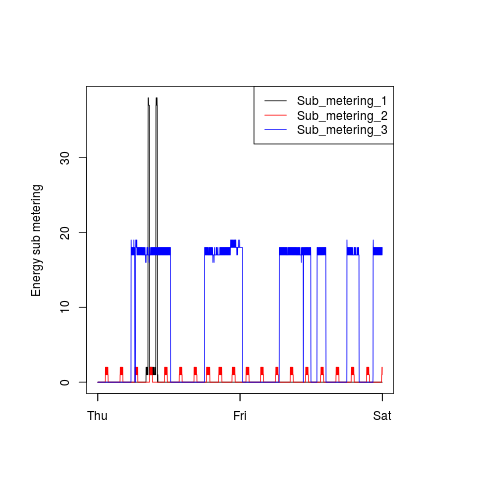 Sub_metering_1
Sub_metering_2
Sub_metering_3
Energy sub metering
30
20
10
0
Thu Fri Sat